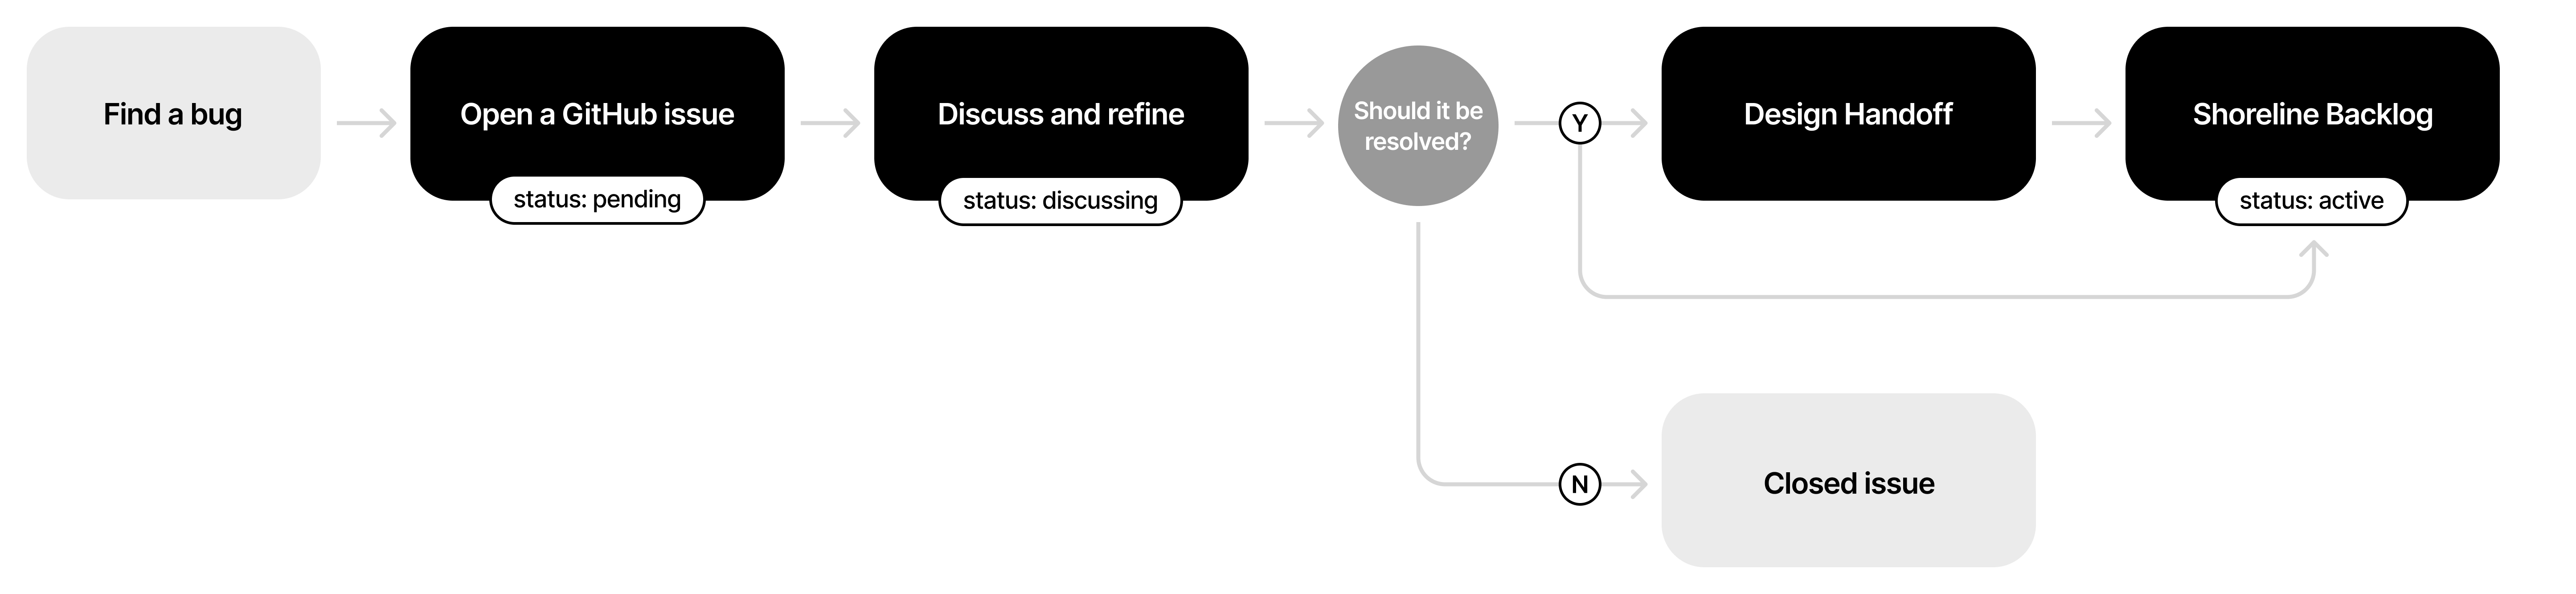 Find a bug
Open a GitHub issue
status: pending
Discuss and refine
status: discussing
Should it be
resolved?
Y
Design Handoff
Shoreline Backlog
status: active
N
Closed issue